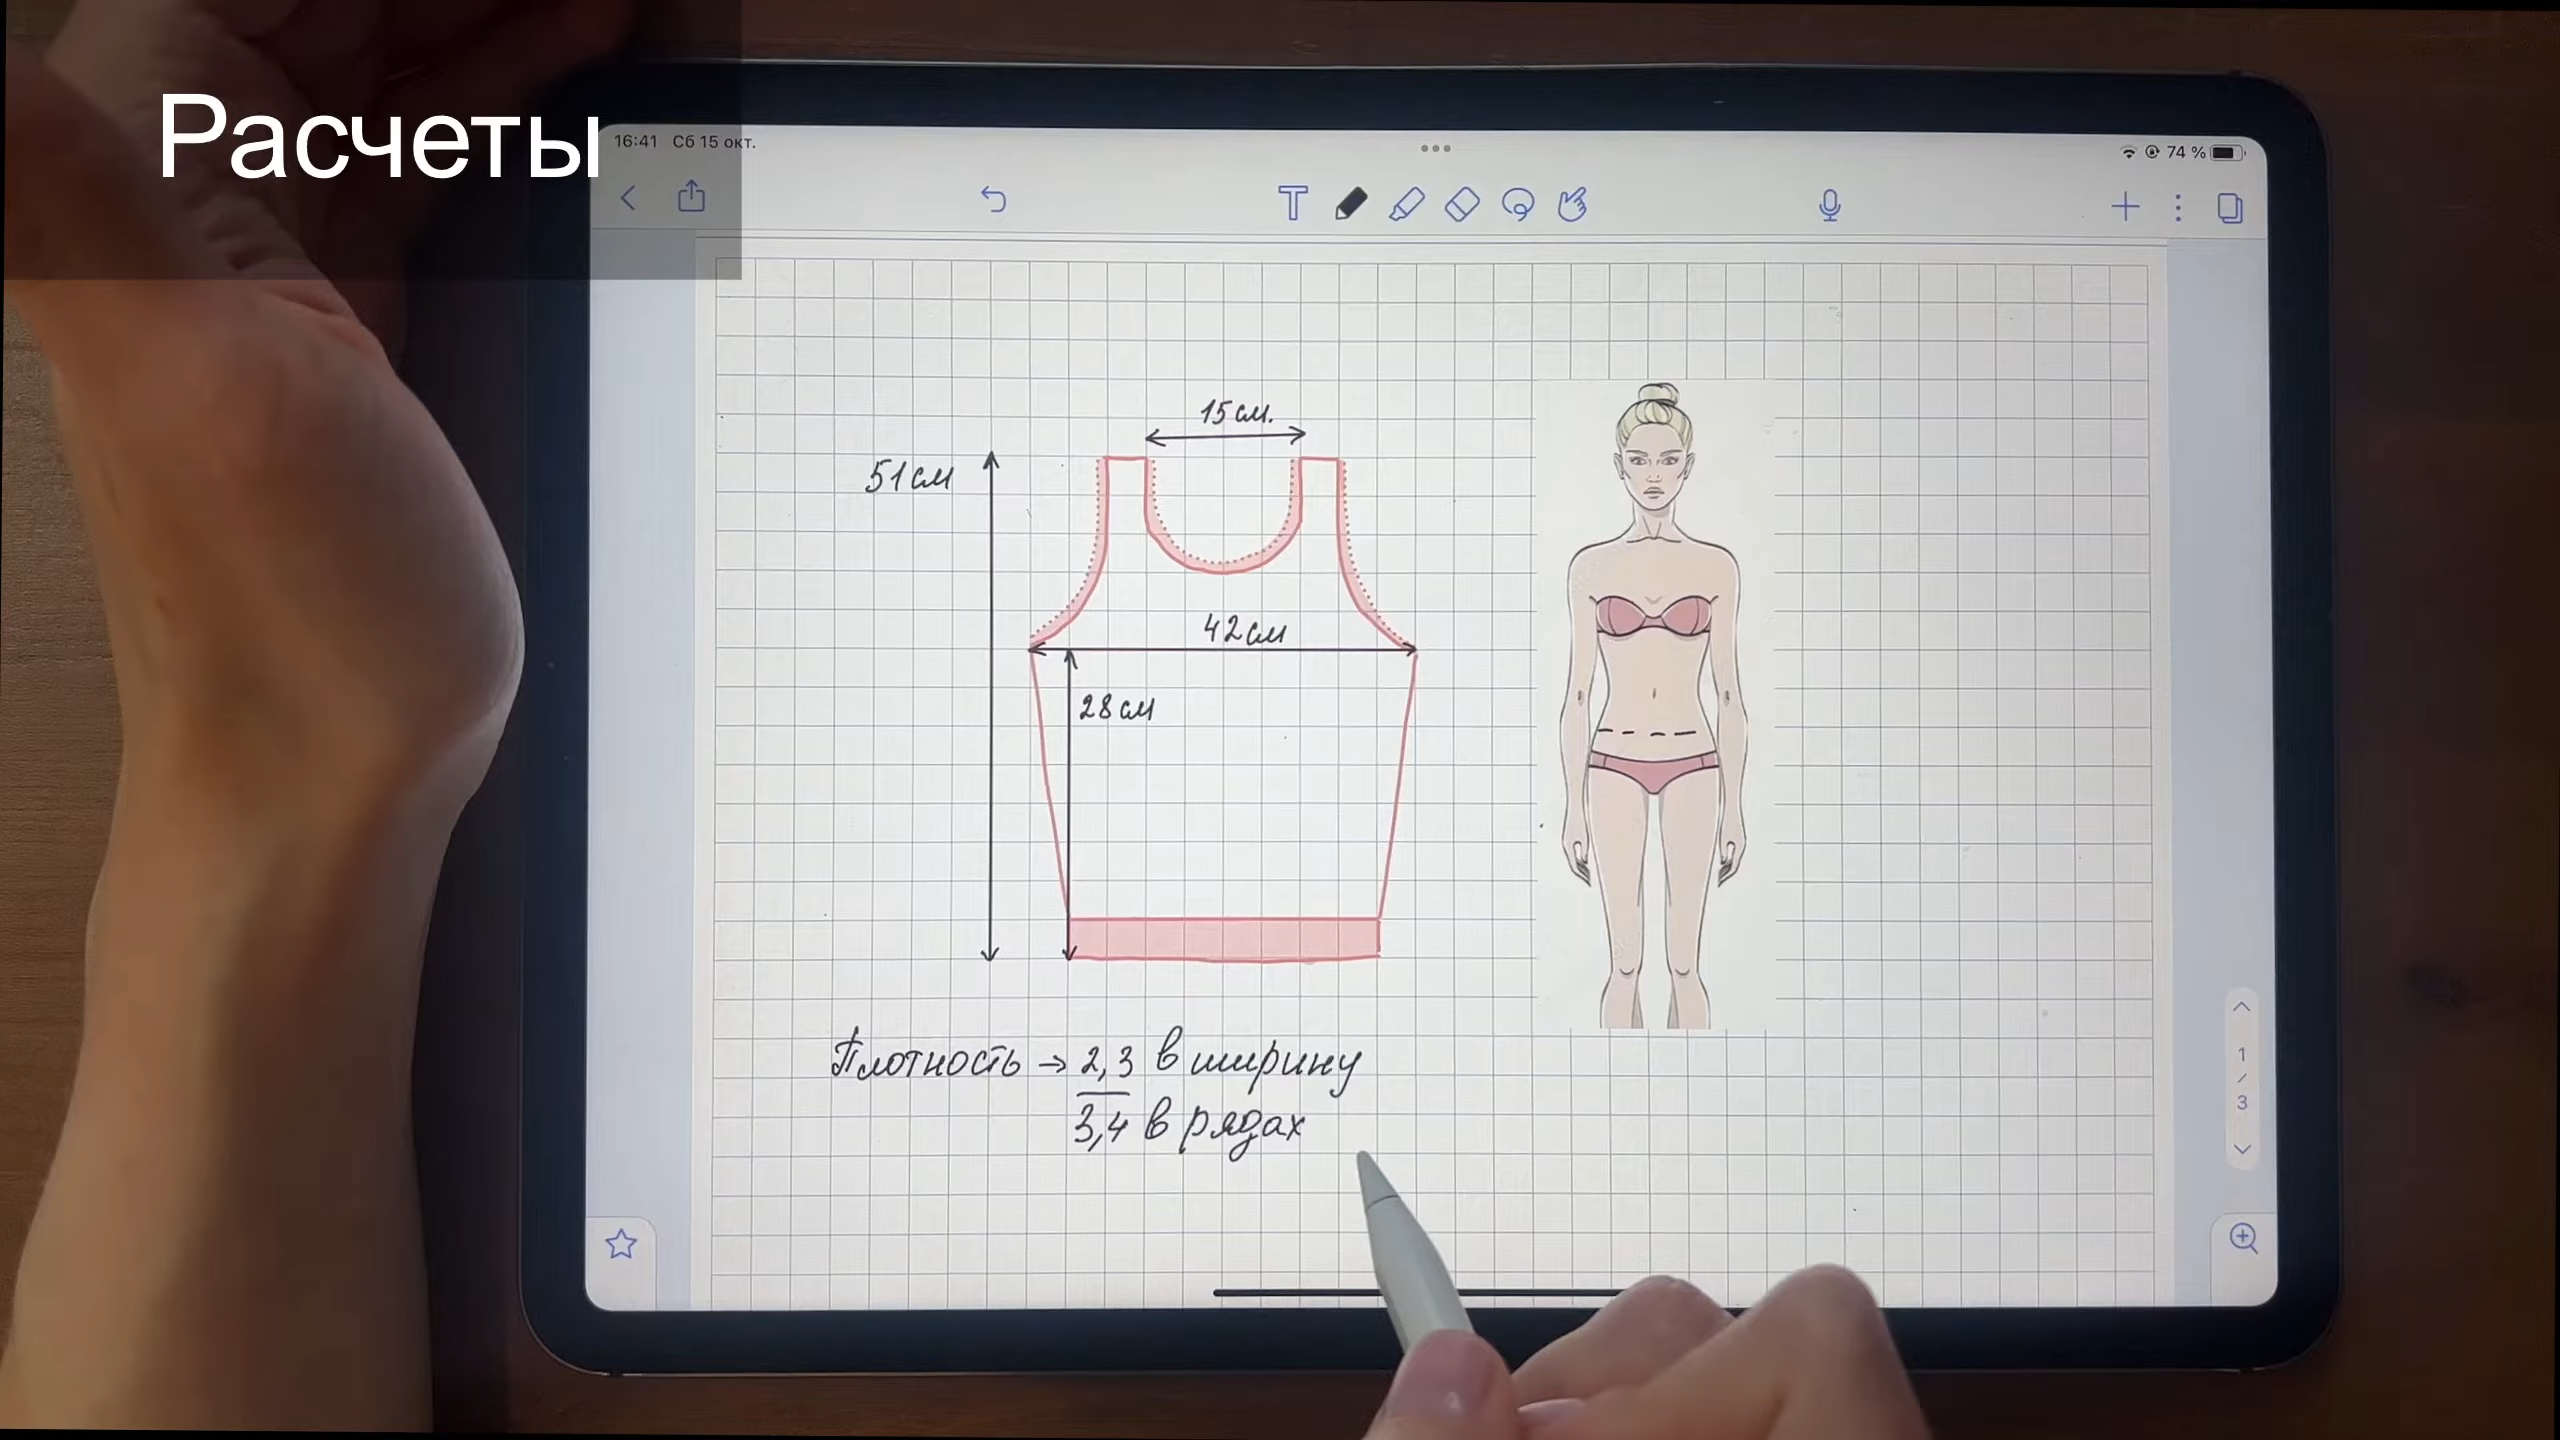 Расчеты
16:41 Сб 15 окт.
74 %
15 см.
51 см
42 см
28 см
Плотность → 2,3 в ширину
3,4 в рядах
1
/
3